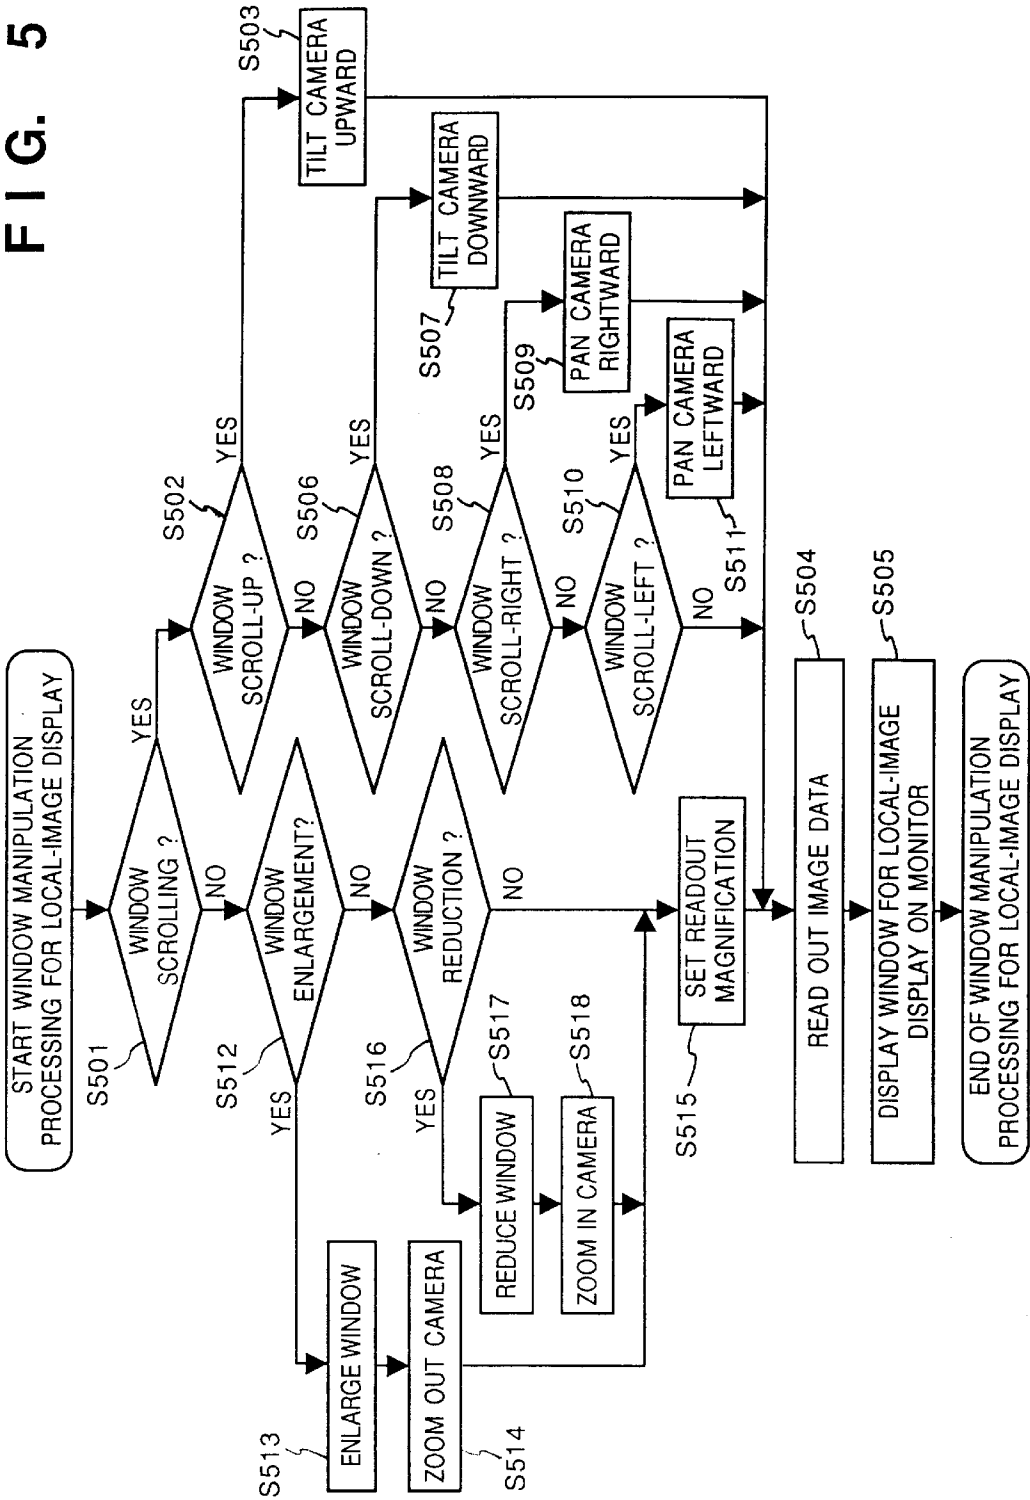 FIG. 5
START WINDOW MANIPULATION
PROCESSING FOR LOCAL-IMAGE DISPLAY
S501
WINDOW
SCROLLING ?
YES
NO
S502
WINDOW
SCROLL-UP ?
YES
NO
S503
TILT CAMERA
UPWARD
S506
WINDOW
SCROLL-DOWN ?
YES
NO
S507
TILT CAMERA
DOWNWARD
S508
WINDOW
SCROLL-RIGHT ?
YES
NO
S509
PAN CAMERA
RIGHTWARD
S510
WINDOW
SCROLL-LEFT ?
YES
NO
S511
PAN CAMERA
LEFTWARD
S512
WINDOW
ENLARGEMENT?
YES
NO
S513
ENLARGE WINDOW
S514
ZOOM OUT CAMERA
S516
WINDOW
REDUCTION ?
YES
NO
S517
REDUCE WINDOW
S518
ZOOM IN CAMERA
S515
SET READOUT
MAGNIFICATION
S504
READ OUT IMAGE DATA
S505
DISPLAY WINDOW FOR LOCAL-IMAGE
DISPLAY ON MONITOR
END OF WINDOW MANIPULATION
PROCESSING FOR LOCAL-IMAGE DISPLAY